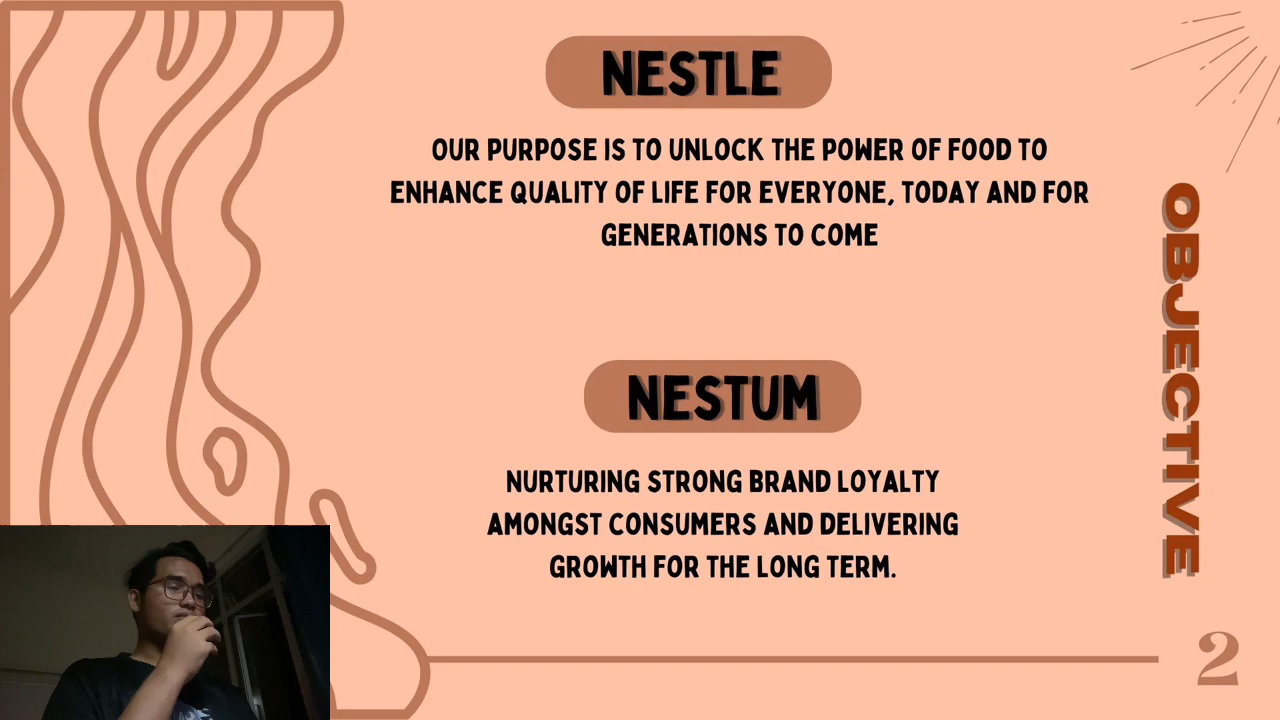 NESTLE
OUR PURPOSE IS TO UNLOCK THE POWER OF FOOD TO
ENHANCE QUALITY OF LIFE FOR EVERYONE, TODAY AND FOR
GENERATIONS TO COME
NESTUM
NURTURING STRONG BRAND LOYALTY
AMONGST CONSUMERS AND DELIVERING
GROWTH FOR THE LONG TERM.
OBJECTIVE
2